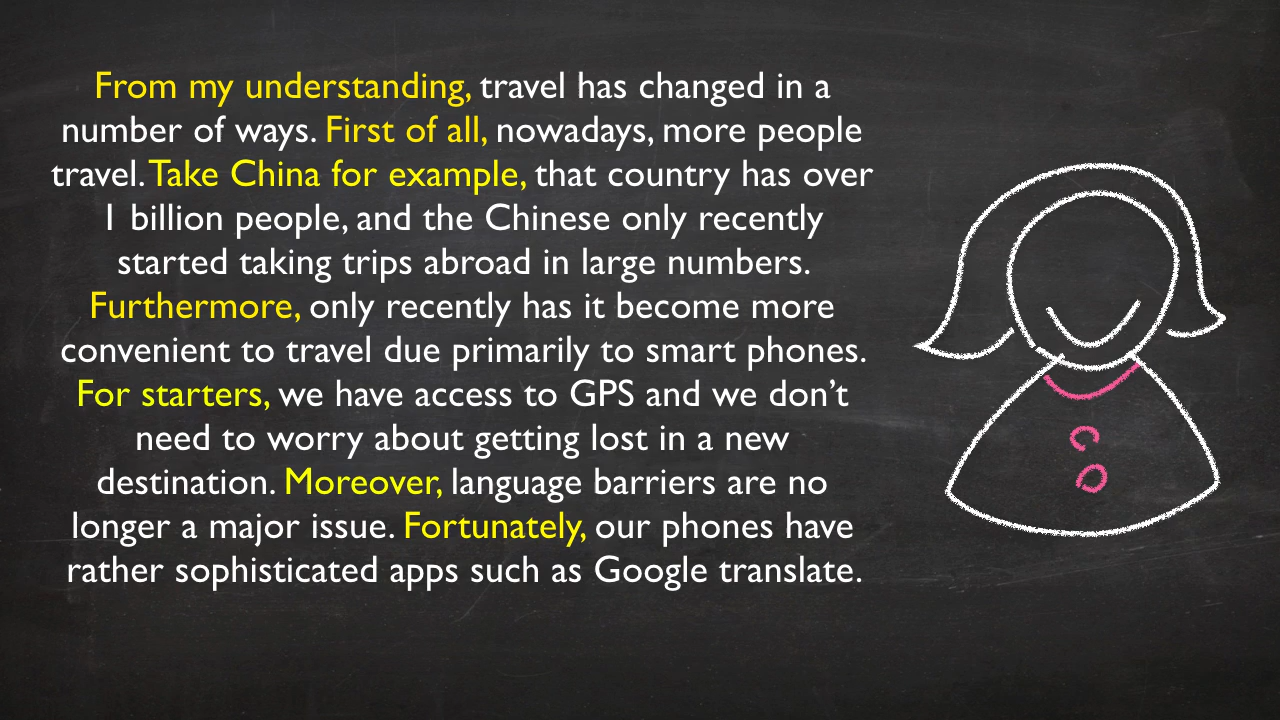 From my understanding, travel has changed in a
number of ways. First of all, nowadays, more people
travel. Take China for example, that country has over
1 billion people, and the Chinese only recently
started taking trips abroad in large numbers.
Furthermore, only recently has it become more
convenient to travel due primarily to smart phones.
For starters, we have access to GPS and we don’t
need to worry about getting lost in a new
destination. Moreover, language barriers are no
longer a major issue. Fortunately, our phones have
rather sophisticated apps such as Google translate.